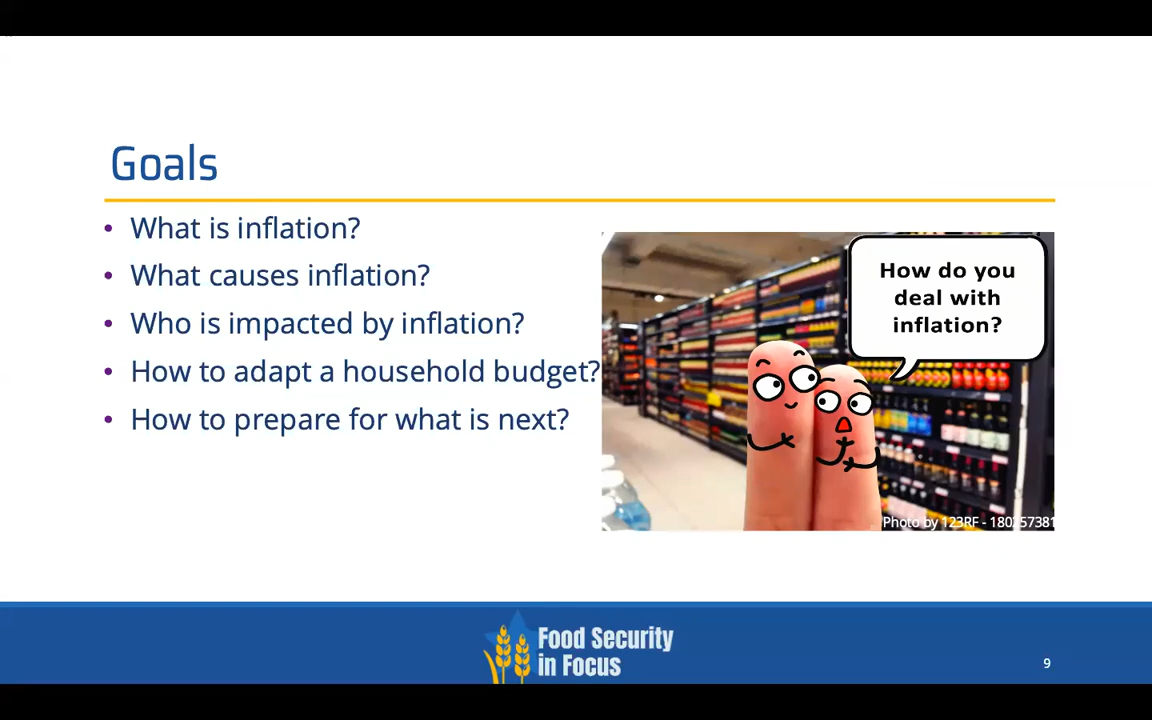 Goals
• What is inflation?
• What causes inflation?
• Who is impacted by inflation?
• How to adapt a household budget?
• How to prepare for what is next?
How do you
deal with
inflation?
Photo by 123RF - 180257381
Food Security
in Focus
9